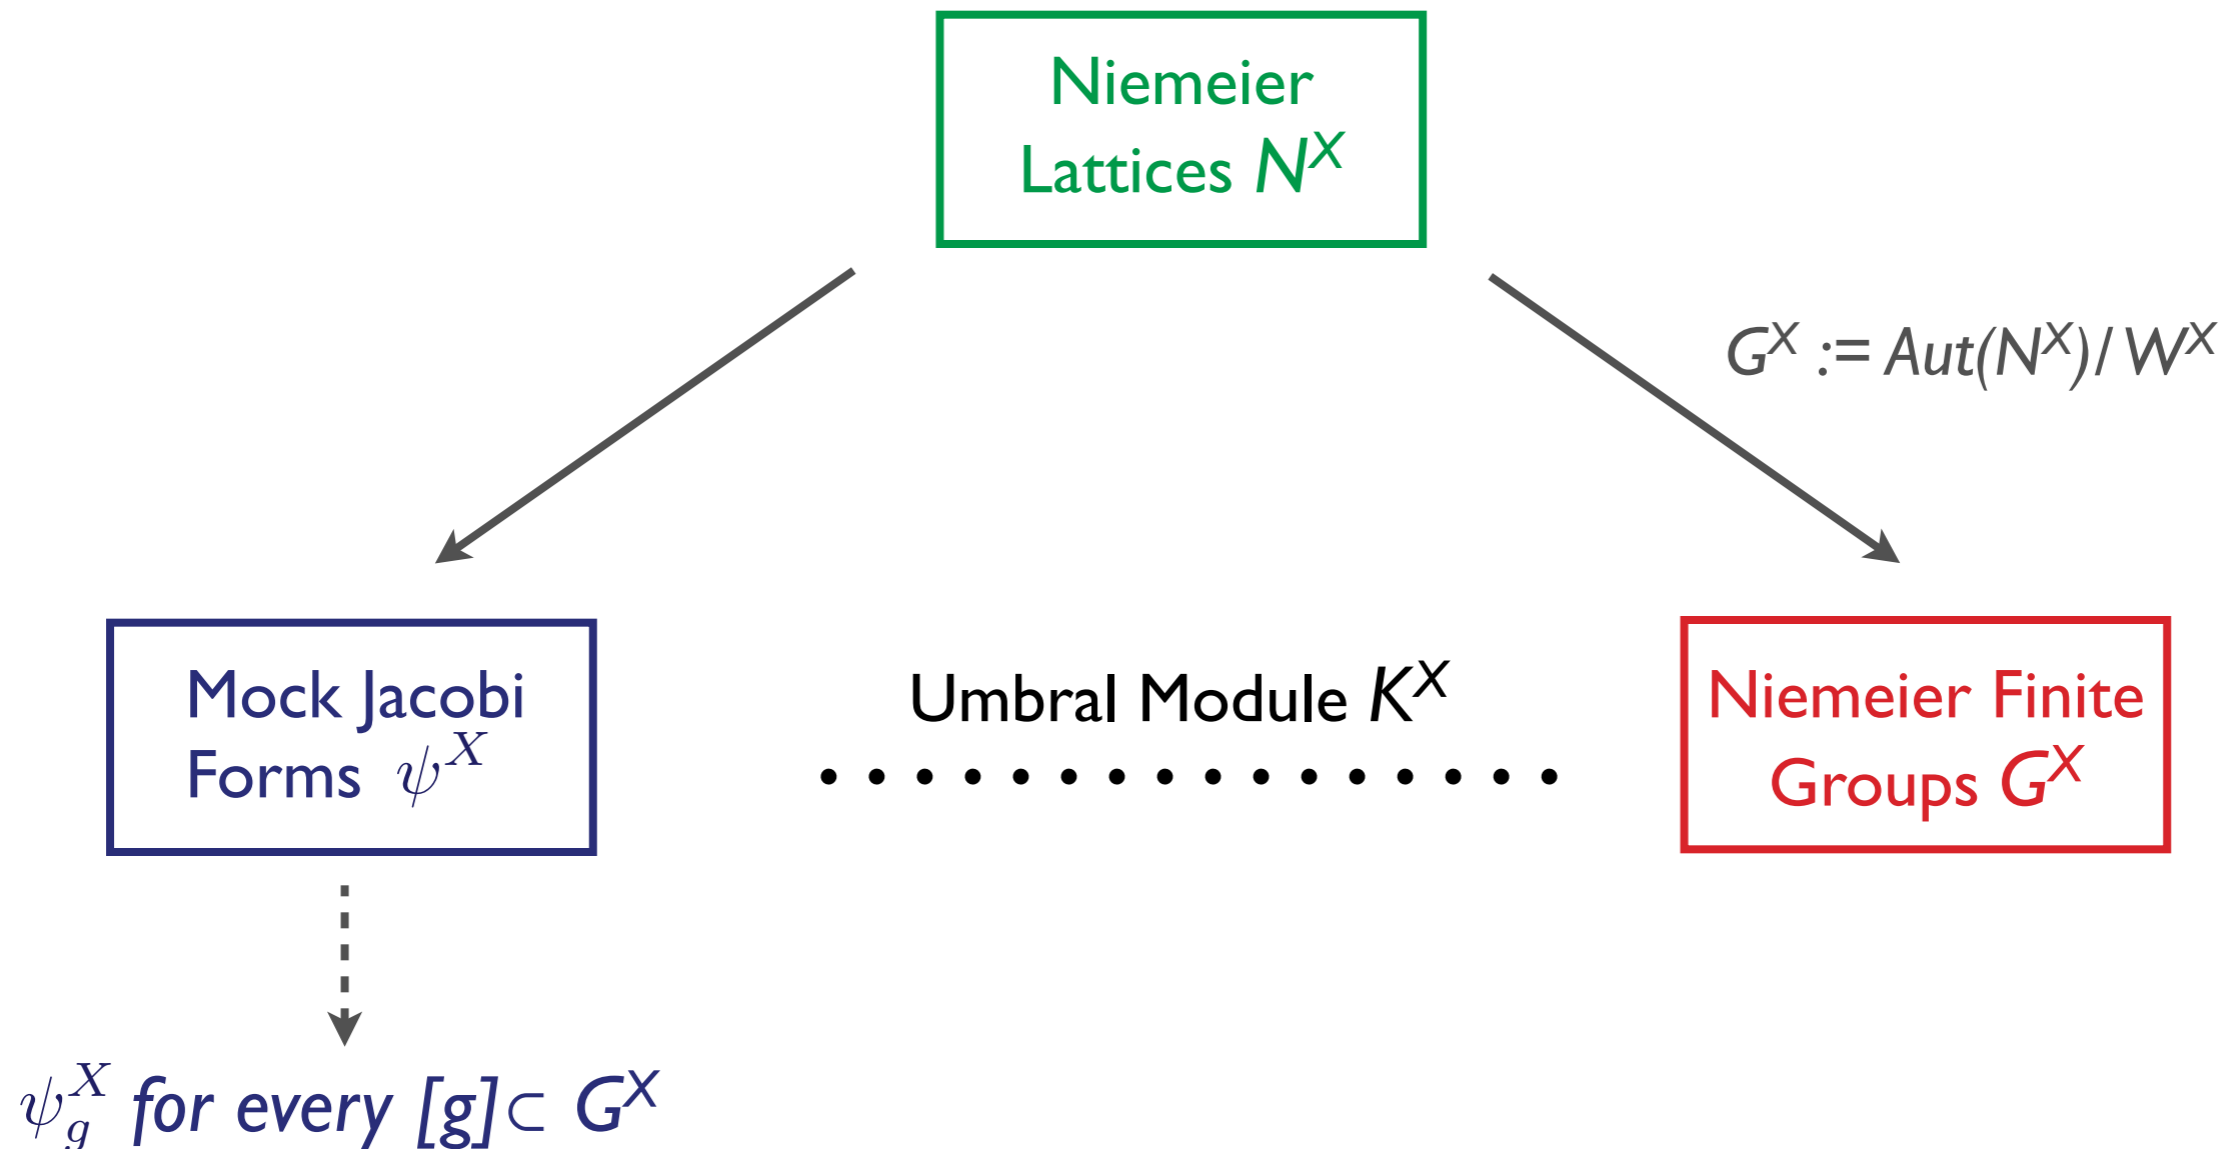 Niemeier
Lattices N^X
G^X := Aut(N^X)/W^X
Mock Jacobi
Forms ψ^X
Umbral Module K^X
Niemeier Finite
Groups G^X
ψ_g^X for every [g]⊂ G^X